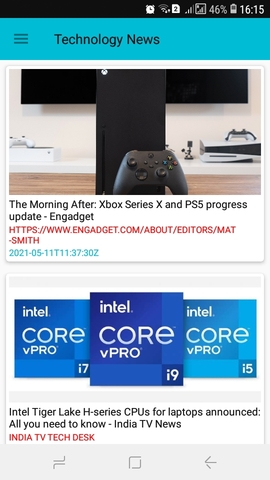 46% 16:15
Technology News
The Morning After: Xbox Series X and PS5 progress
update - Engadget
HTTPS://WWW.ENGADGET.COM/ABOUT/EDITORS/MAT
-SMITH
2021-05-11T11:37:30Z
intel
CORE
vPRO
i7
intel
CORE
vPRO
i9
intel
CORE
vPRO
i5
Intel Tiger Lake H-series CPUs for laptops announced:
All you need to know - India TV News
INDIA TV TECH DESK